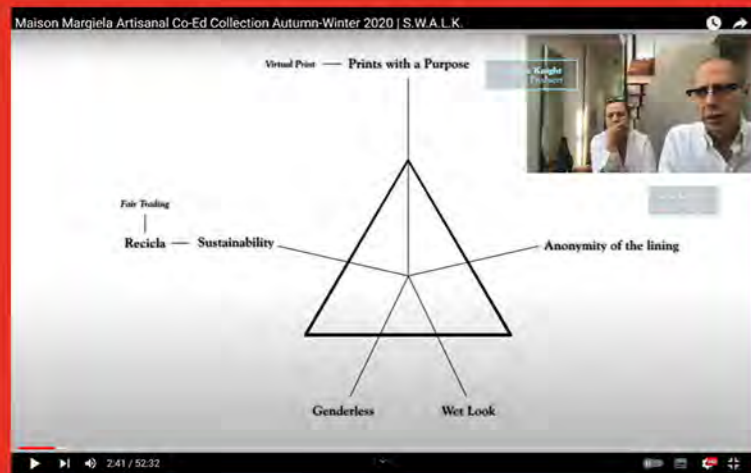 Maison Margiela Artisanal Co-Ed Collection Autumn-Winter 2020 | S.W.A.L.K.
Virtual Print — Prints with a Purpose
Knight
Fair Trading
Recicla — Sustainability
Anonymity of the lining
Genderless
Wet Look
2:41 / 52:32